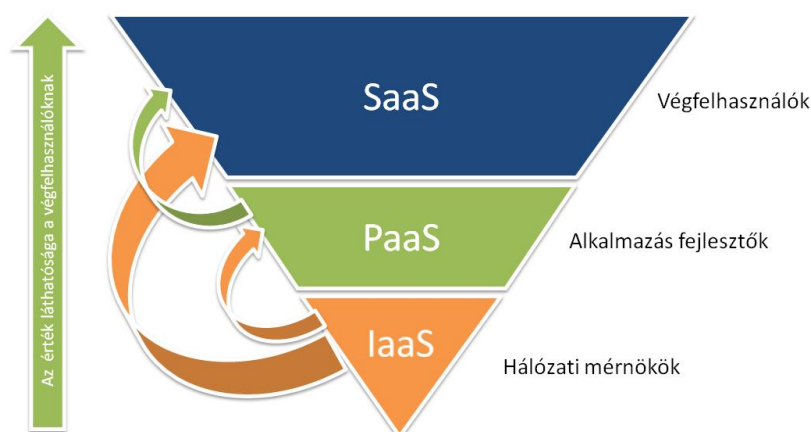 SaaS
Végfelhasználók
PaaS
Alkalmazás fejlesztők
IaaS
Hálózati mérnökök
Az érték láthatósága a végfelhasználóknak